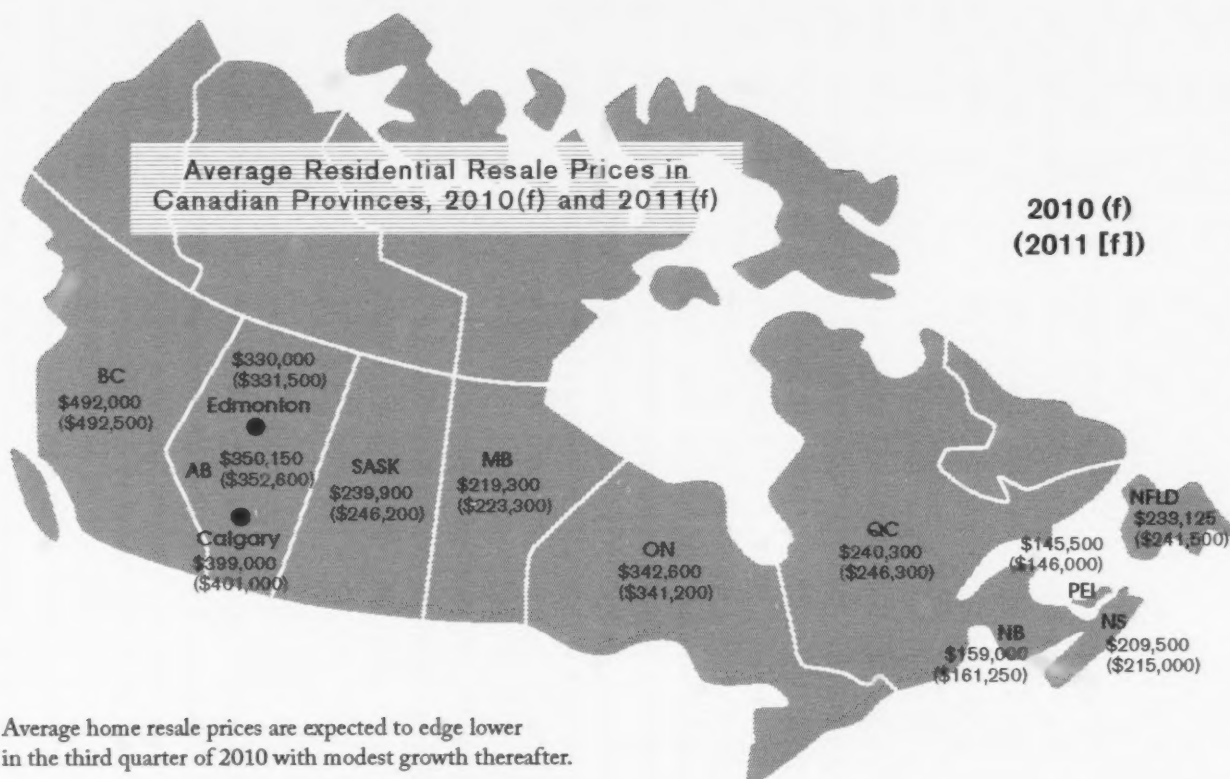 Average Residential Resale Prices in
Canadian Provinces, 2010(f) and 2011(f)
2010 (f)
(2011 [f])
BC
$492,000
($492,500)
$330,000
($331,500)
Edmonton
AB $350,150
($352,600)
Calgary
$399,000
($401,000)
SASK
$239,900
($246,200)
MB
$219,300
($223,300)
ON
$342,600
($341,200)
QC
$240,300
($246,300)
NFLD
$233,125
($241,500)
$145,500
($146,000)
PEI
NB
$159,000
($161,250)
NS
$209,500
($215,000)
Average home resale prices are expected to edge lower
in the third quarter of 2010 with modest growth thereafter.